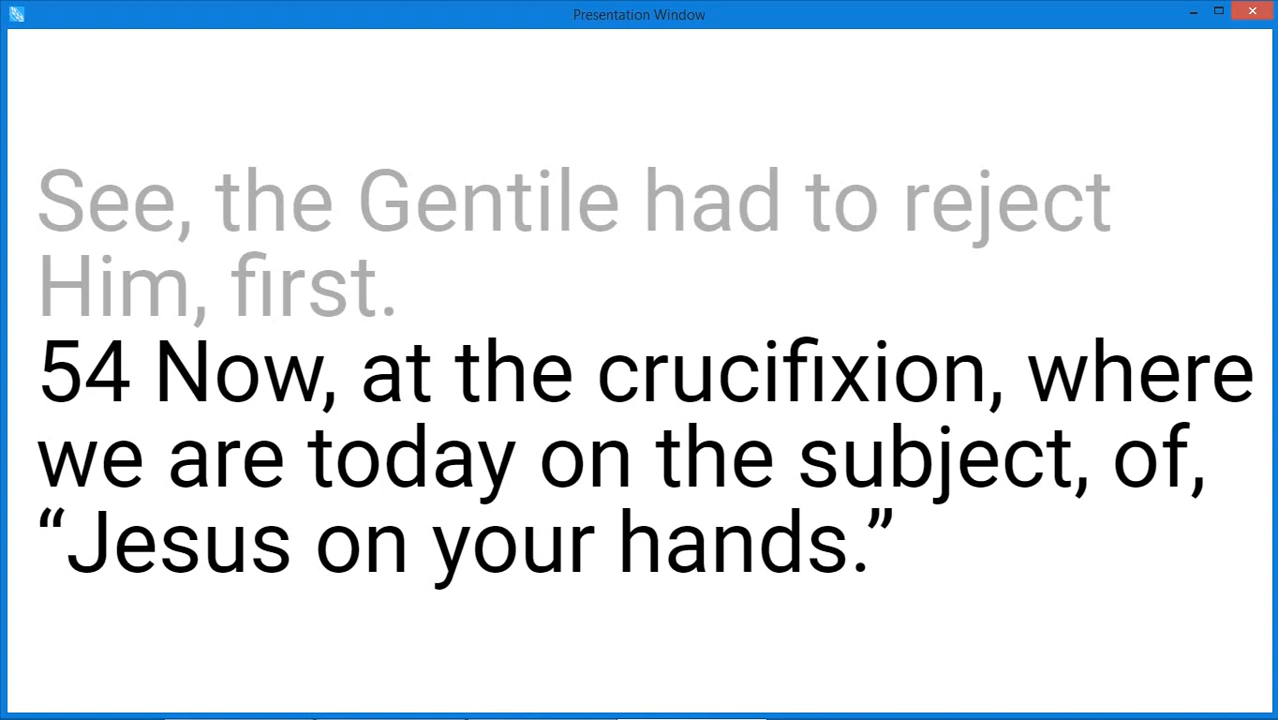 Presentation Window
See, the Gentile had to reject
Him, first.
54 Now, at the crucifixion, where
we are today on the subject, of,
“Jesus on your hands.”